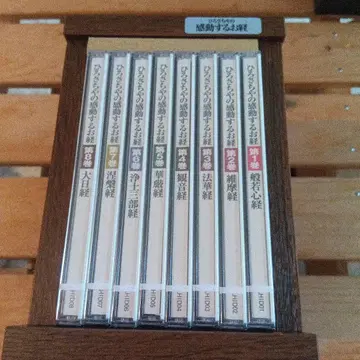 ひろさちやの
感動するお経
ひろさちやの感動するお経 第1巻 般若心経 HID01
ひろさちやの感動するお経 第2巻 維摩経 HID02
ひろさちやの感動するお経 第3巻 法華経 HID03
ひろさちやの感動するお経 第4巻 観音経 HID04
ひろさちやの感動するお経 第5巻 華厳経 HID05
ひろさちやの感動するお経 第6巻 浄土三部経 HID06
ひろさちやの感動するお経 第7巻 涅槃経 HID07
ひろさちやの感動するお経 第8巻 大日経 HID08